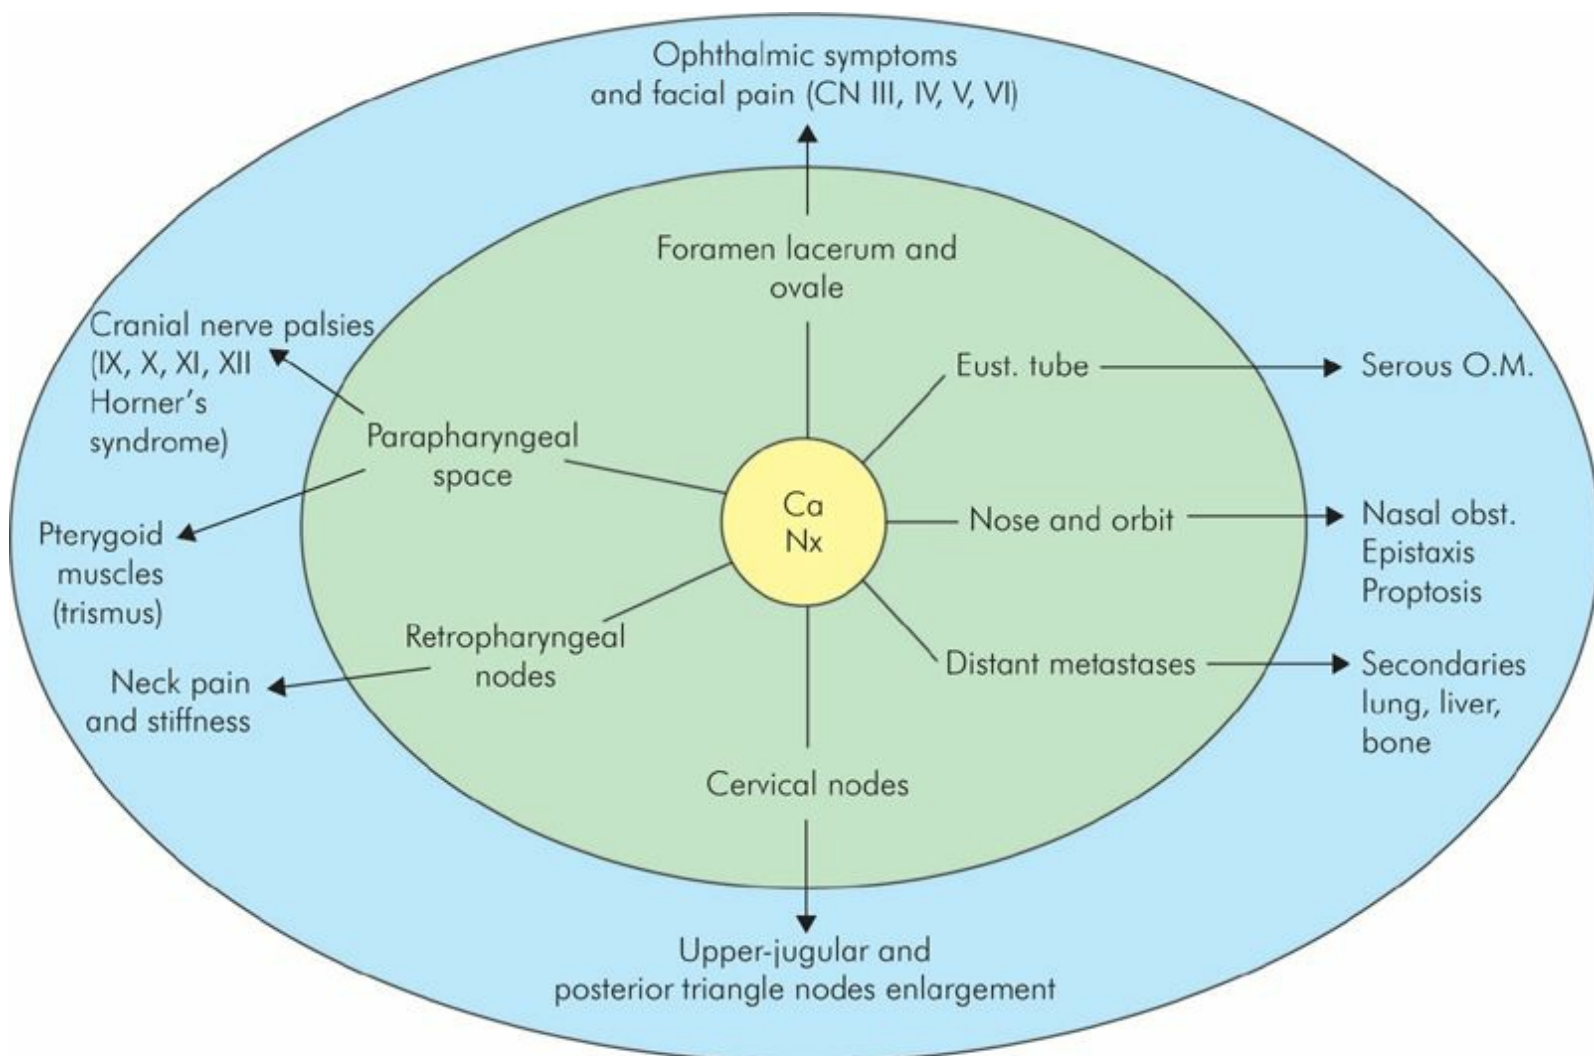 Ophthalmic symptoms
and facial pain (CN III, IV, V, VI)
Foramen lacerum and
ovale
Cranial nerve palsies
(IX, X, XI, XII
Horner's
syndrome)
Parapharyngeal
space
Pterygoid
muscles
(trismus)
Retropharyngeal
nodes
Neck pain
and stiffness
Ca
Nx
Eust. tube
Serous O.M.
Nose and orbit
Nasal obst.
Epistaxis
Proptosis
Distant metastases
Secondaries
lung, liver,
bone
Cervical nodes
Upper-jugular and
posterior triangle nodes enlargement